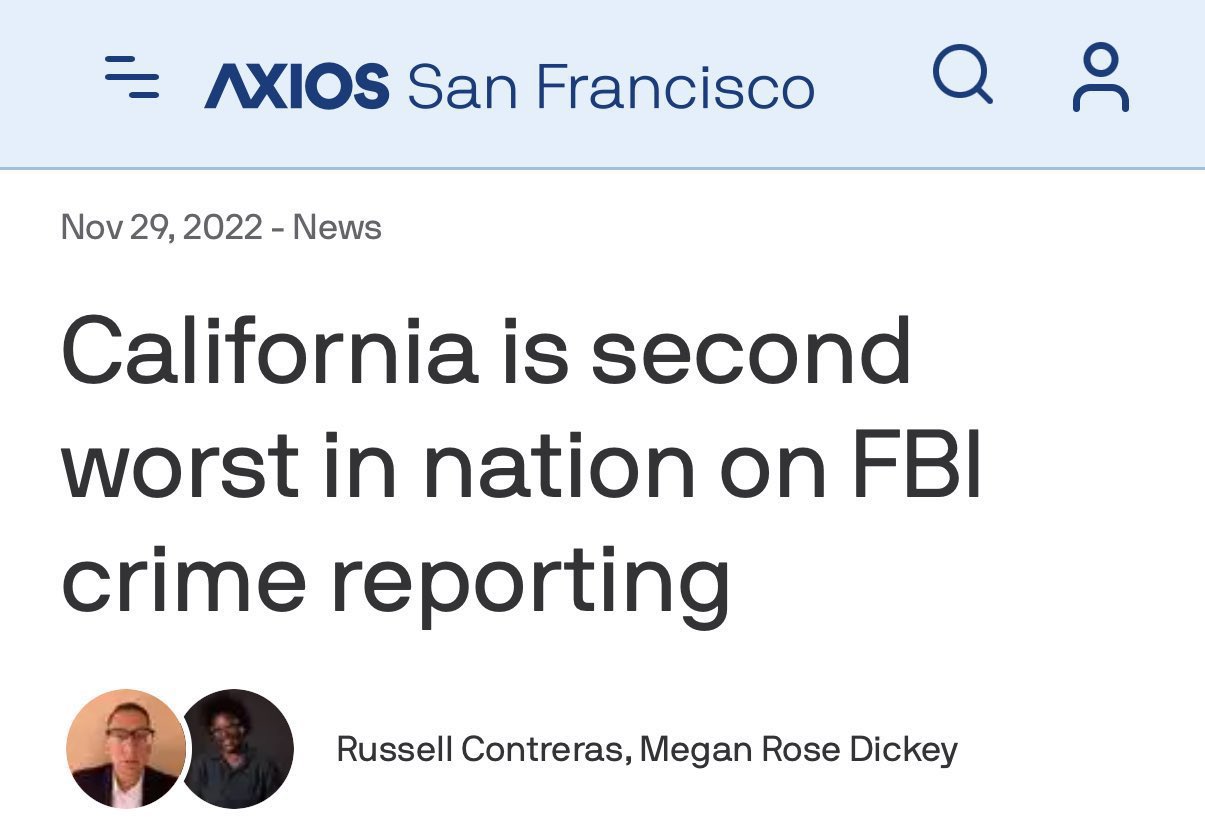 AXIOS San Francisco
Nov 29, 2022 - News
California is second
worst in nation on FBI
crime reporting
Russell Contreras, Megan Rose Dickey